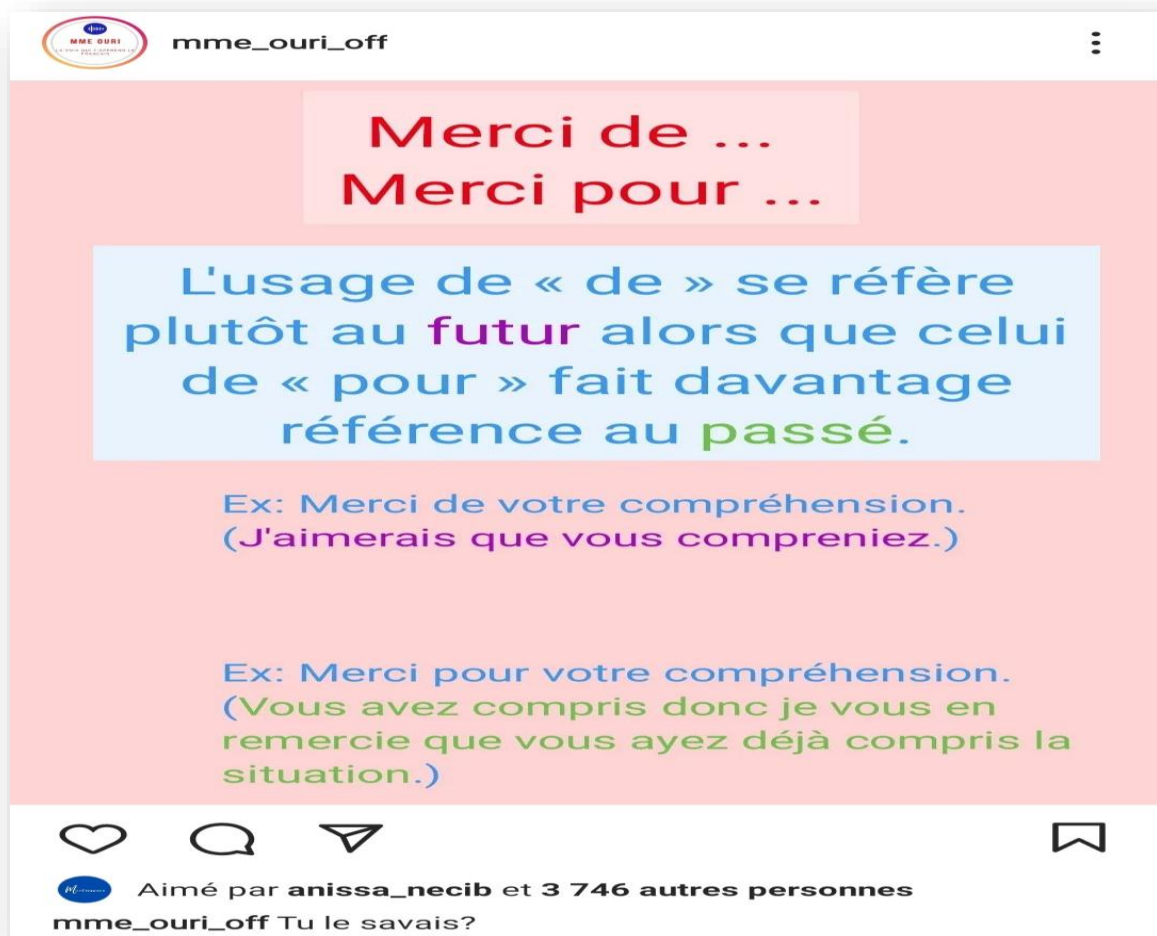 MME OURI
mme_ouri_off
Merci de ...
Merci pour ...
L'usage de « de » se réfère
plutôt au futur alors que celui
de « pour » fait davantage
référence au passé.
Ex: Merci de votre compréhension.
(J'aimerais que vous compreniez.)
Ex: Merci pour votre compréhension.
(Vous avez compris donc je vous en
remercie que vous ayez déjà compris la
situation.)
Aimé par anissa_necib et 3 746 autres personnes
mme_ouri_off Tu le savais?